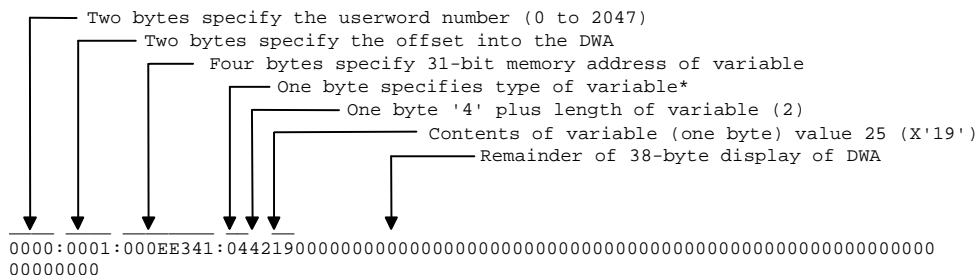 Two bytes specify the userword number (0 to 2047)
Two bytes specify the offset into the DWA
Four bytes specify 31-bit memory address of variable
One byte specifies type of variable*
One byte '4' plus length of variable (2)
Contents of variable (one byte) value 25 (X'19')
Remainder of 38-byte display of DWA
0000:0001:000EE341:04421900000000000000000000000000000000000000000000000000000000
00000000